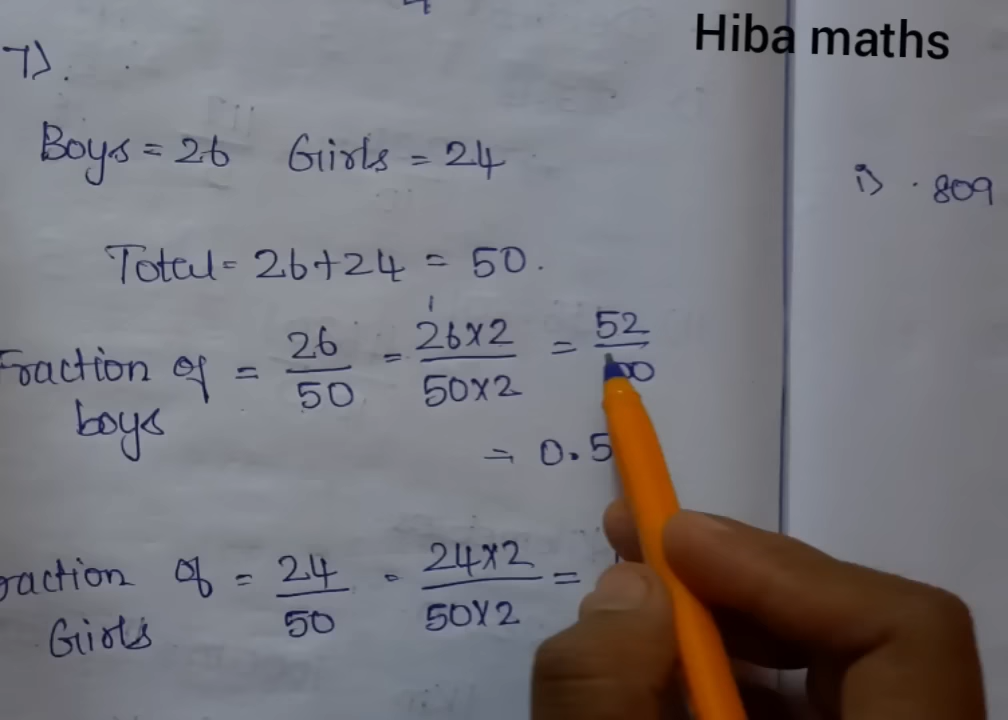 Hiba maths
7).
Boys = 26 Girls = 24
i) .809
Total = 26+24 = 50.
Fraction of boys = 26/50 = 26×2/50×2 = 52/
= 0.5
raction of Girls = 24/50 = 24×2/50×2 =